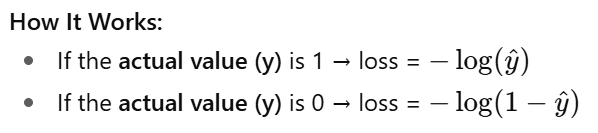 How It Works:
• If the actual value (y) is 1 → loss = − log(ŷ)
• If the actual value (y) is 0 → loss = − log(1 − ŷ)